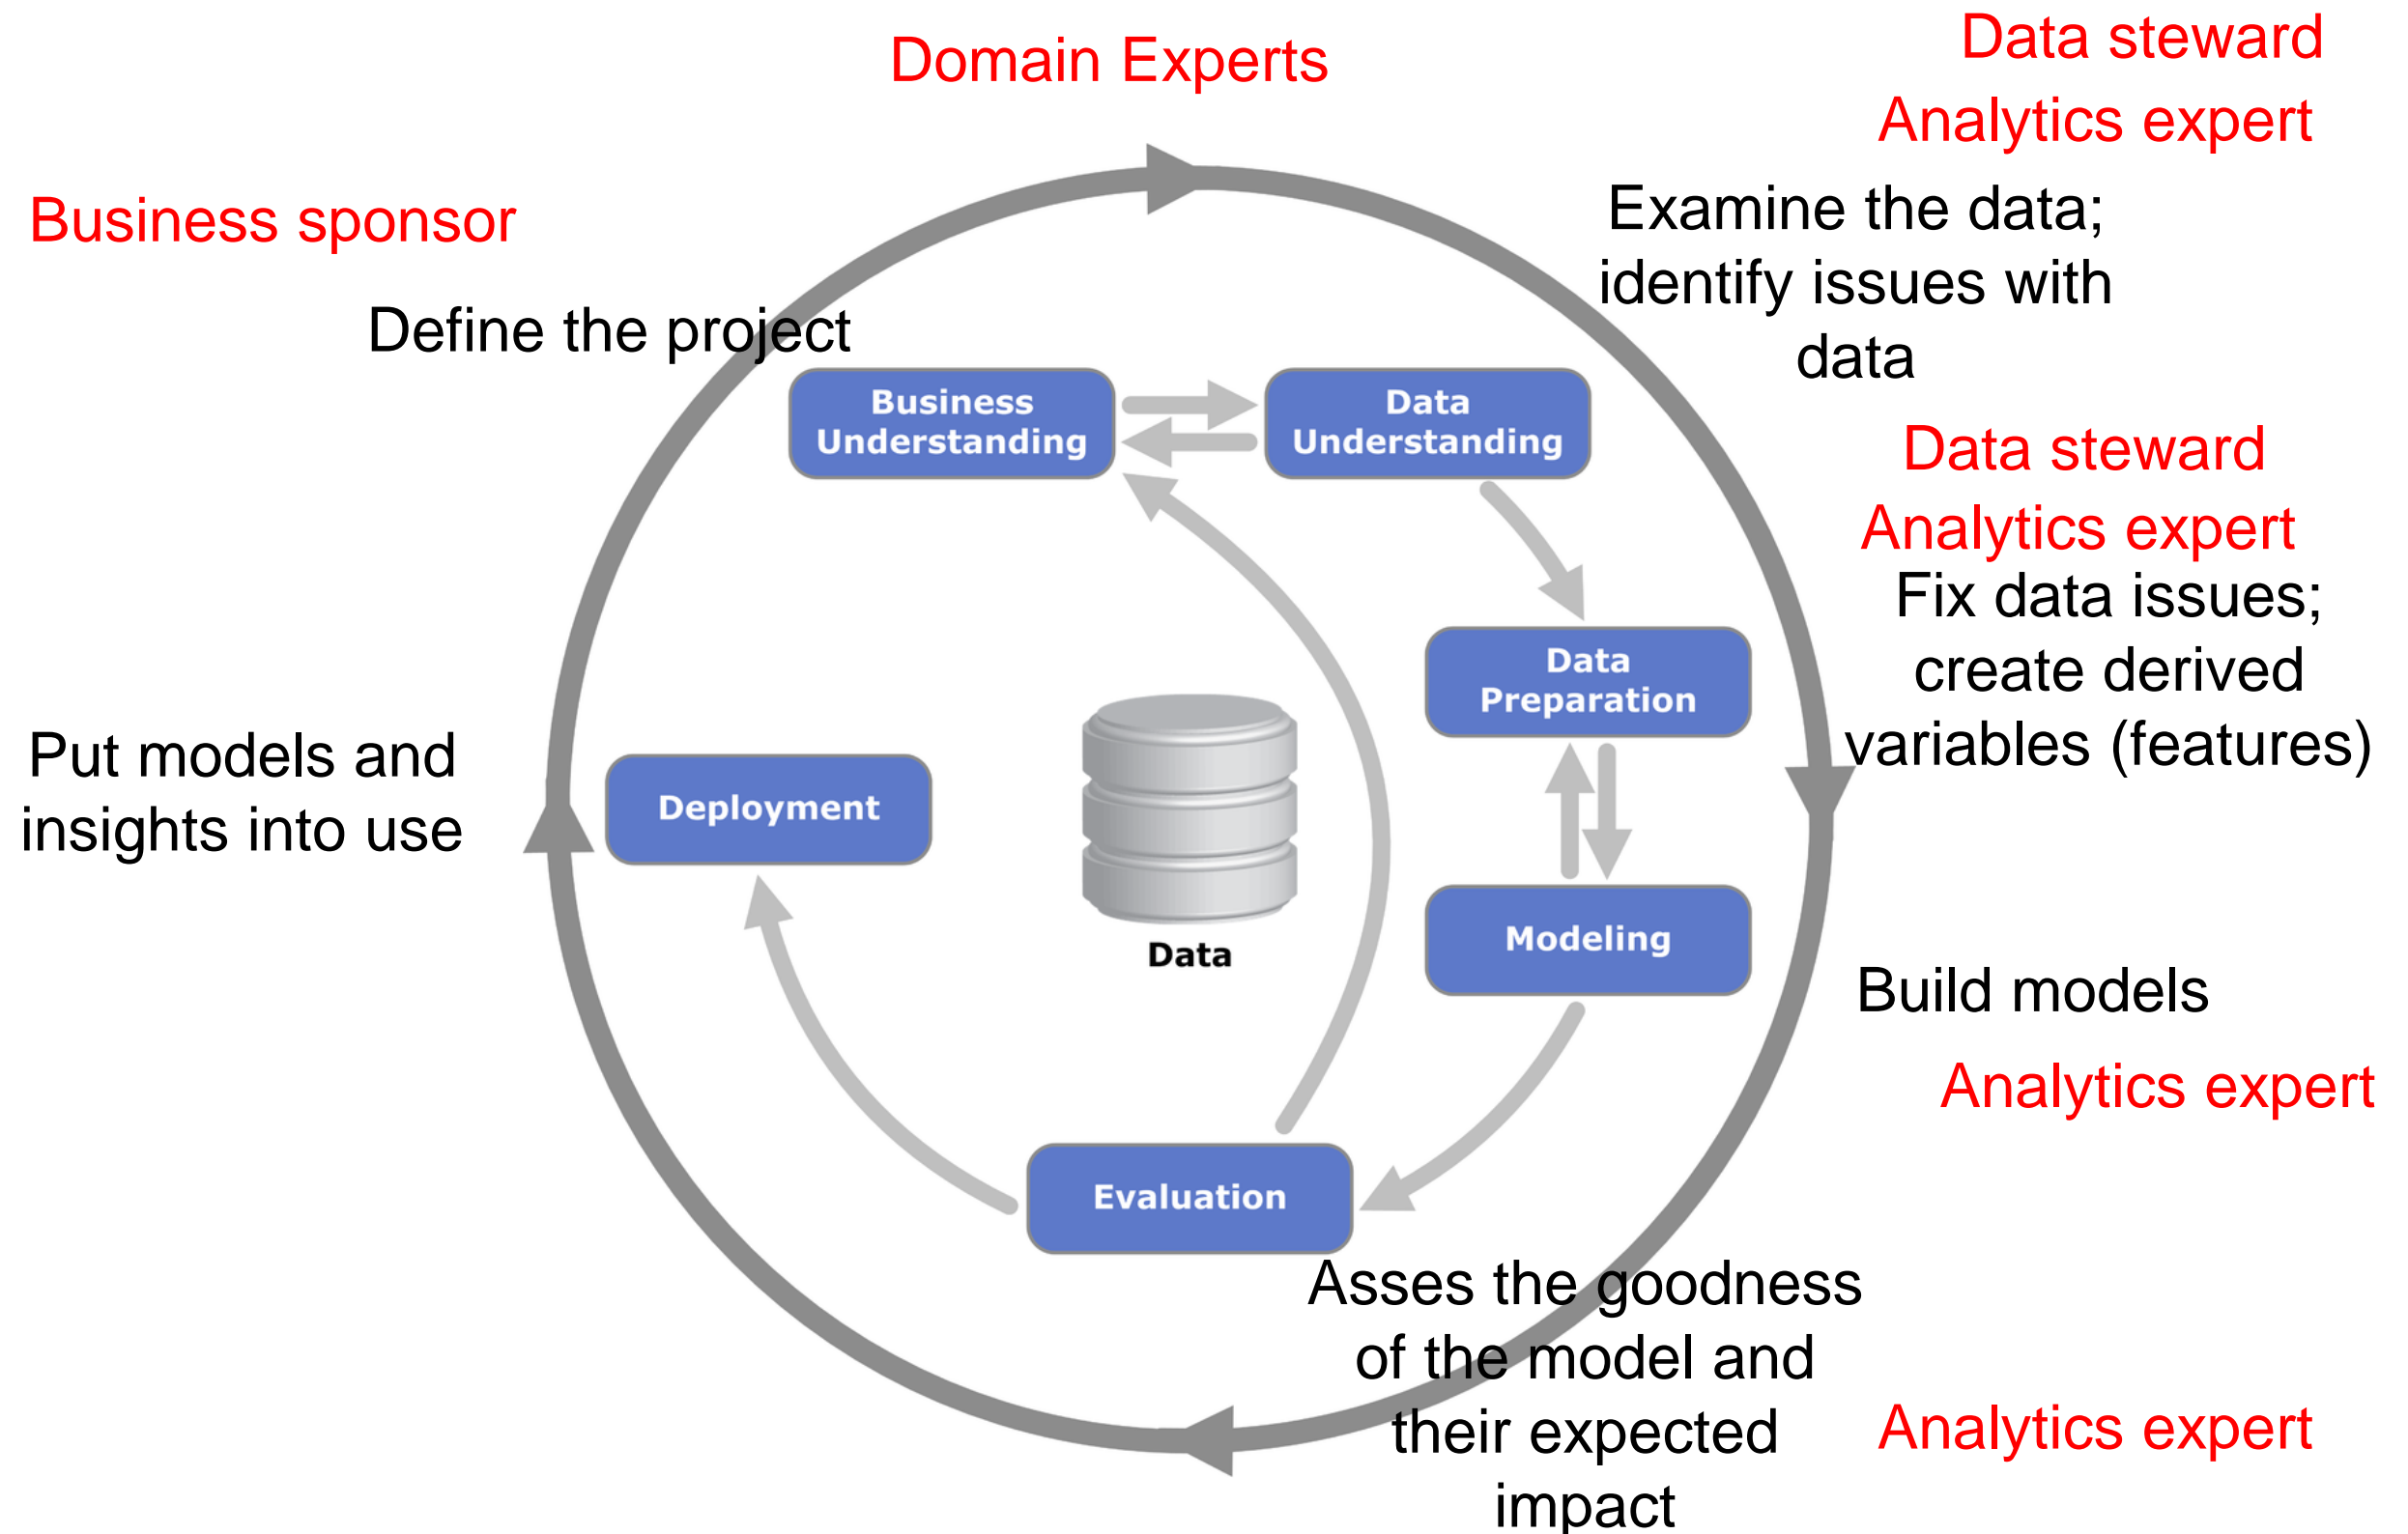 Domain Experts
Data steward
Analytics expert
Business sponsor
Examine the data;
identify issues with
data
Define the project
Business
Understanding
Data
Understanding
Data steward
Analytics expert
Fix data issues;
create derived
variables (features)
Data
Preparation
Put models and
insights into use
Deployment
Data
Modeling
Build models
Analytics expert
Evaluation
Asses the goodness
of the model and
their expected
impact
Analytics expert